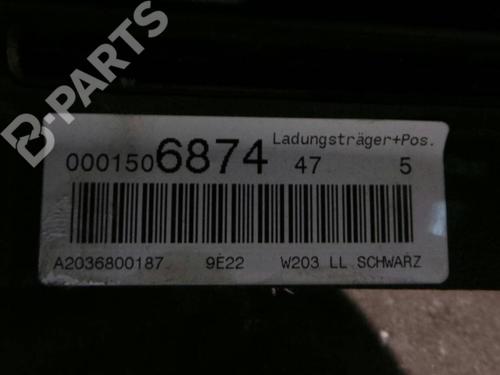 B-PARTS
Ladungsträger+Pos.
0001506874 47 5
A2036800187 9E22 W203 LL SCHWARZ